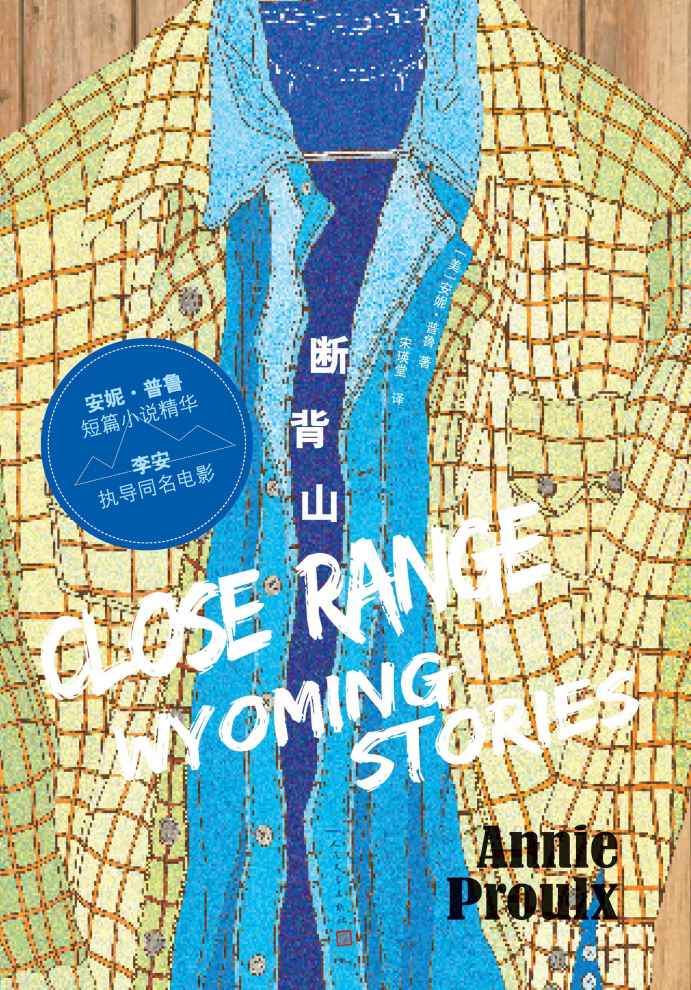 断背山
[美]安妮·普鲁 著
宋瑛堂 译
安妮·普鲁
短篇小说精华
李安
执导同名电影
CLOSE RANGE
WYOMING
STORIES
Annie
Proulx